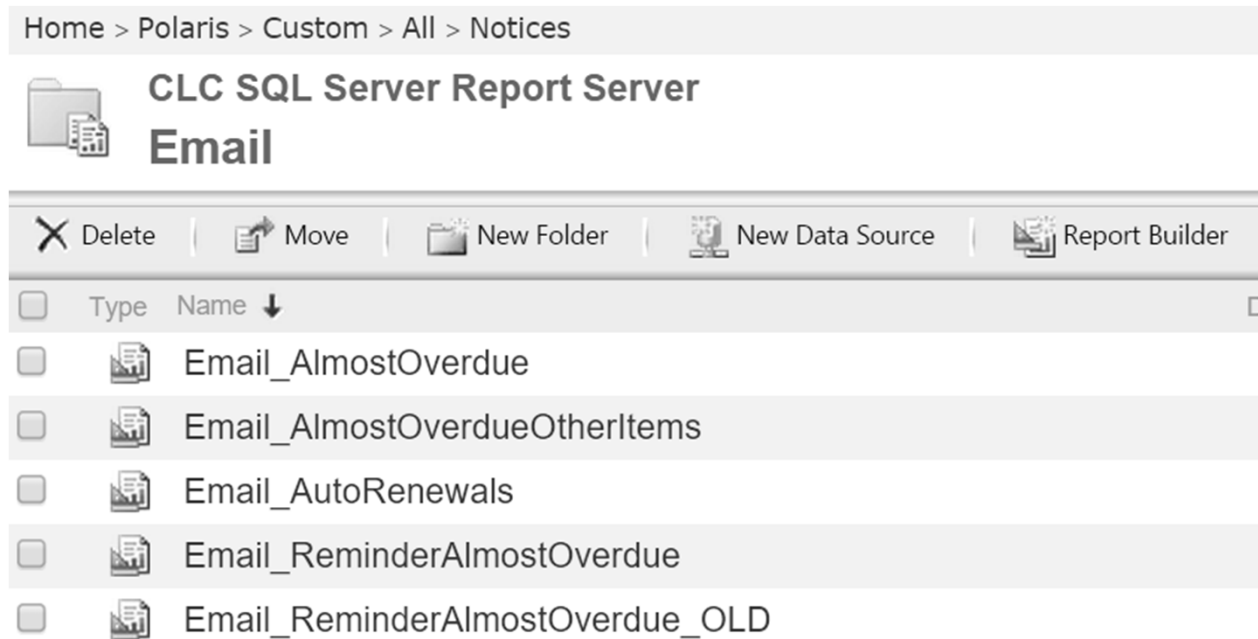 Home > Polaris > Custom > All > Notices
CLC SQL Server Report Server
Email
Delete Move New Folder New Data Source Report Builder
Type Name
Email_AlmostOverdue
Email_AlmostOverdueOtherItems
Email_AutoRenewals
Email_ReminderAlmostOverdue
Email_ReminderAlmostOverdue_OLD